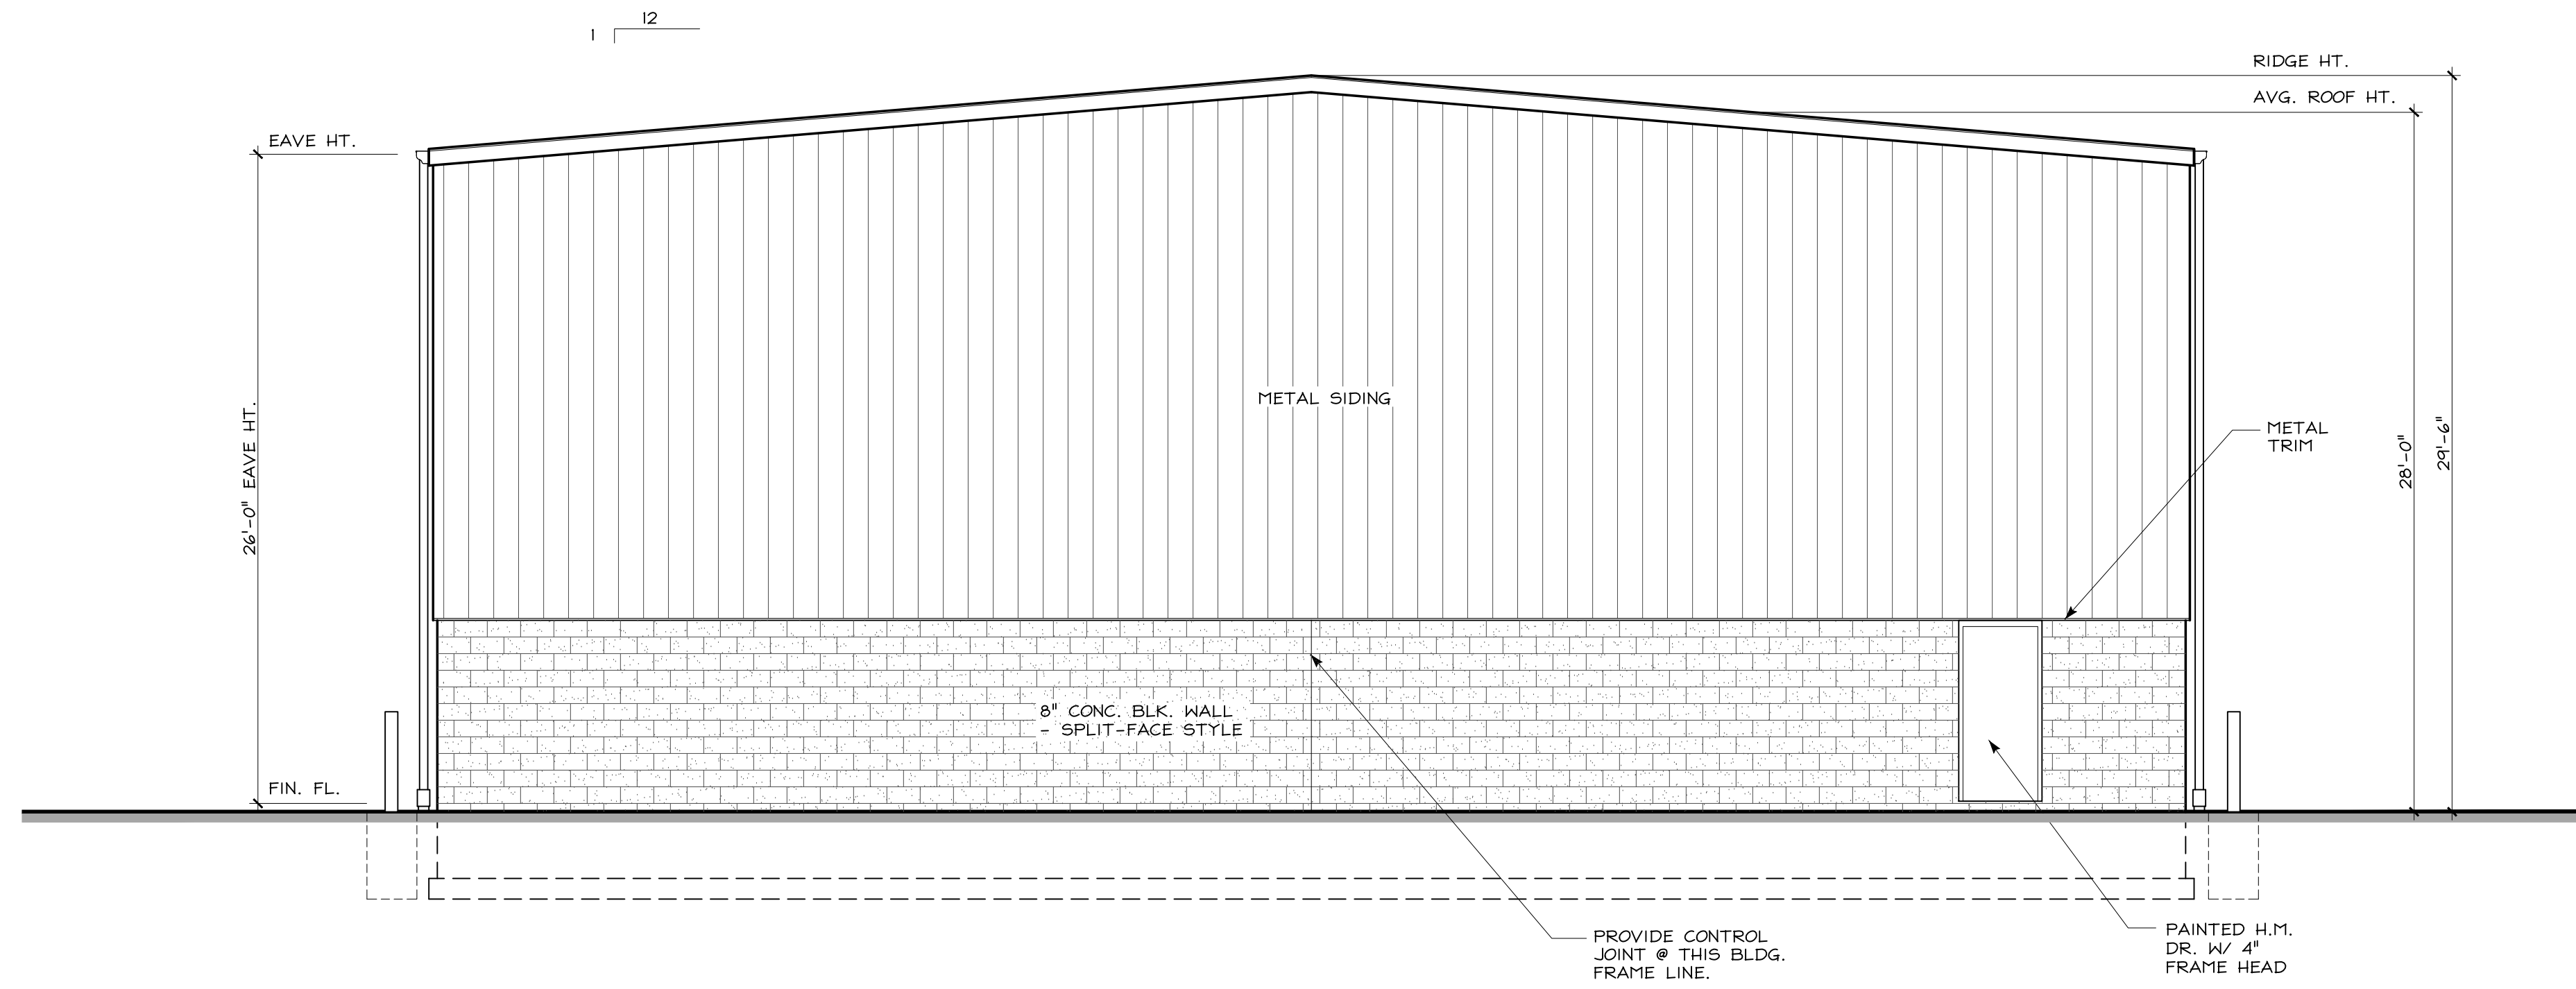 12
1
RIDGE HT.
AVG. ROOF HT.
EAVE HT.
METAL SIDING
26'-0" EAVE HT.
METAL
TRIM
28'-0"
29'-6"
8" CONC. BLK. WALL
- SPLIT-FACE STYLE
FIN. FL.
PROVIDE CONTROL
JOINT @ THIS BLDG.
FRAME LINE.
PAINTED H.M.
DR. W/ 4"
FRAME HEAD